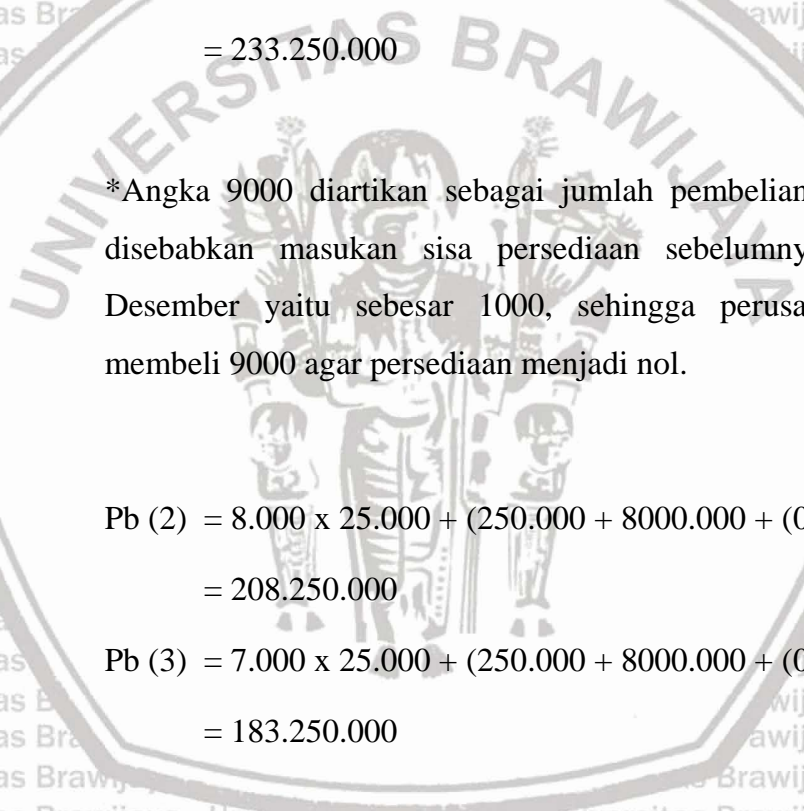 = 233.250.000
UNIVERSITAS BRAWIJAYA
*Angka 9000 diartikan sebagai jumlah pembelian
disebabkan masukan sisa persediaan
Desember yaitu sebesar 1000, sehingga
membeli 9000 agar persediaan menjadi nol.
Pb (2) = 8.000 x 25.000 + (250.000 + 8000.000 + (0
= 208.250.000
Pb (3) = 7.000 x 25.000 + (250.000 + 8000.000 + (0
= 183.250.000